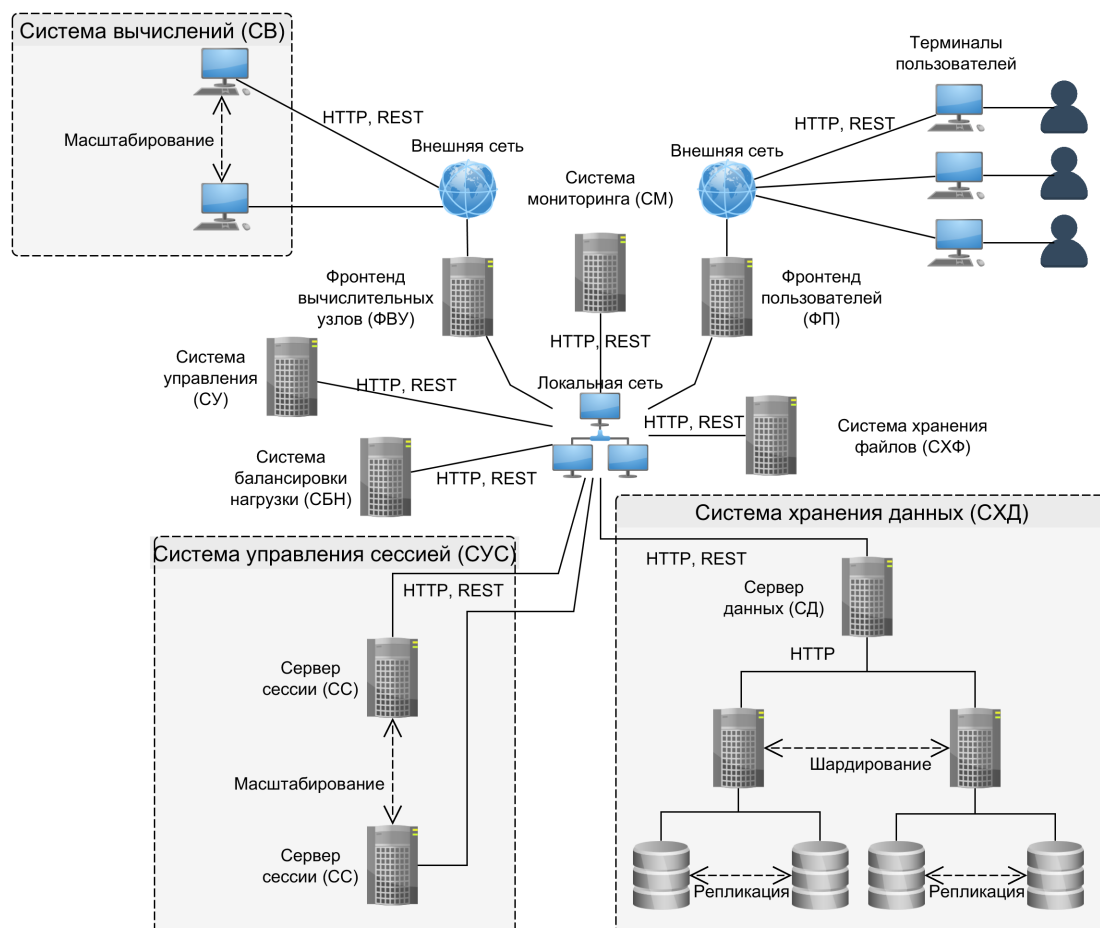 Система вычислений (СВ)
Масштабирование
HTTP, REST
Внешняя сеть
Система
мониторинга (СМ)
Внешняя сеть
HTTP, REST
Терминалы
пользователей
Фронтенд
вычислительных
узлов (ФВУ)
Фронтенд
пользователей
(ФП)
HTTP, REST
Система
управления
(СУ)
HTTP, REST
Локальная сеть
HTTP, REST
Система хранения
файлов (СХФ)
Система
балансировки
нагрузки (СБН)
HTTP, REST
Система управления сессией (СУС)
HTTP, REST
Сервер
сессии (СС)
Масштабирование
Сервер
сессии (СС)
Система хранения данных (СХД)
HTTP, REST
Сервер
данных (СД)
HTTP
Шардирование
Репликация
Репликация